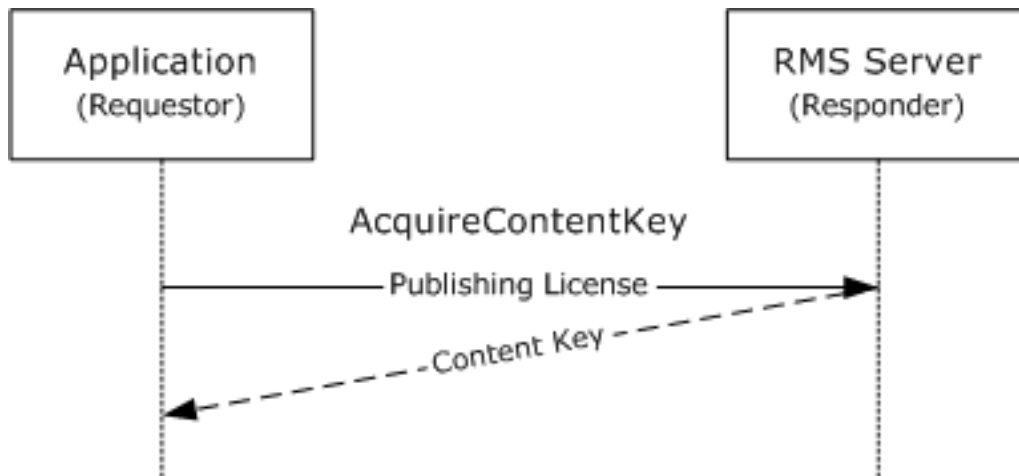 Application
(Requestor)
RMS Server
(Responder)
AcquireContentKey
Publishing License
Content Key